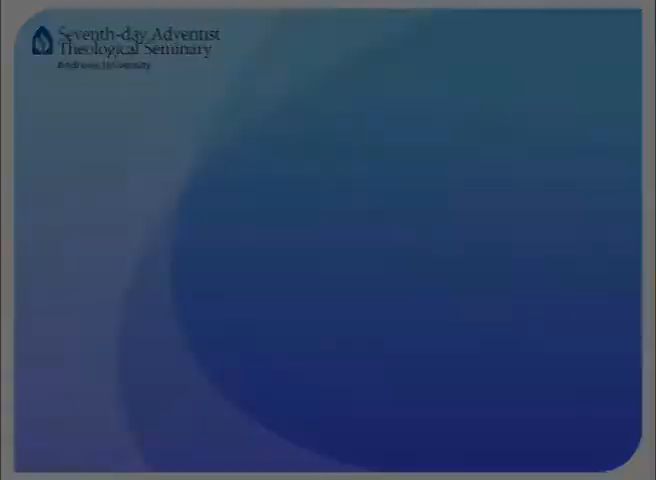 Seventh-day Adventist
Theological Seminary
Andrews University